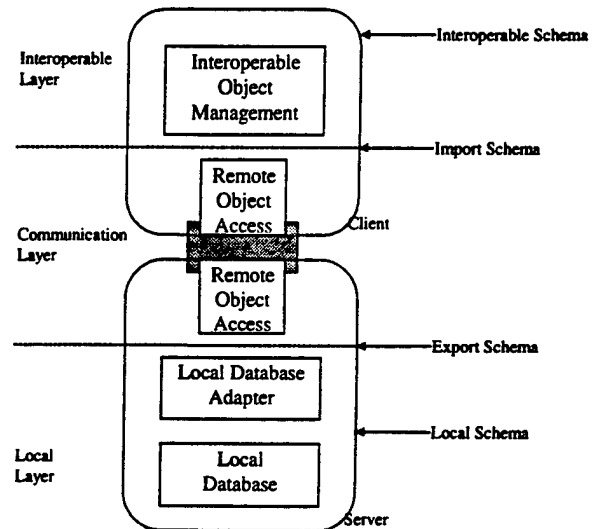 Interoperable Schema
Interoperable
Layer
Interoperable
Object
Management
Import Schema
Remote
Object
Access
Client
Communication
Layer
Remote
Object
Access
Export Schema
Local Database
Adapter
Local Schema
Local
Layer
Local
Database
Server